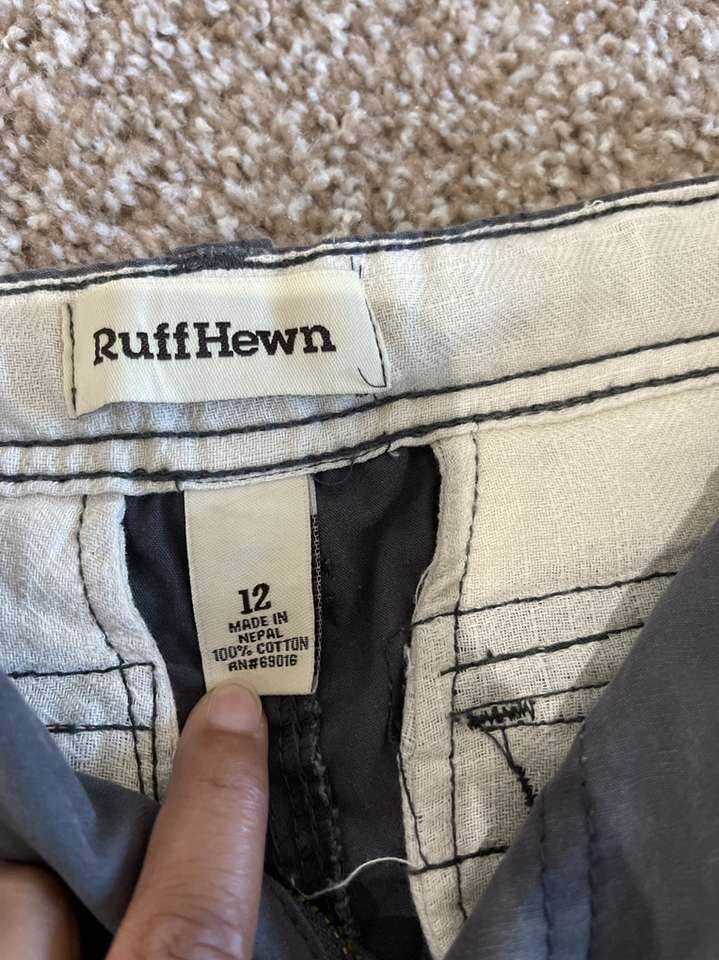 RuffHewn
12
MADE IN
NEPAL
100% COTTON
RN#69016